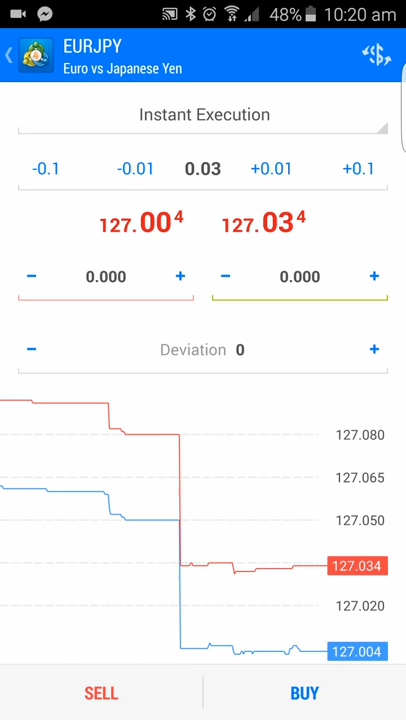 48% 10:20 am
EURJPY
Euro vs Japanese Yen
Instant Execution
-0.1 -0.01 0.03 +0.01 +0.1
127.00⁴ 127.03⁴
− 0.000 + − 0.000 +
− Deviation 0 +
127.080
127.065
127.050
127.034
127.020
127.004
SELL BUY